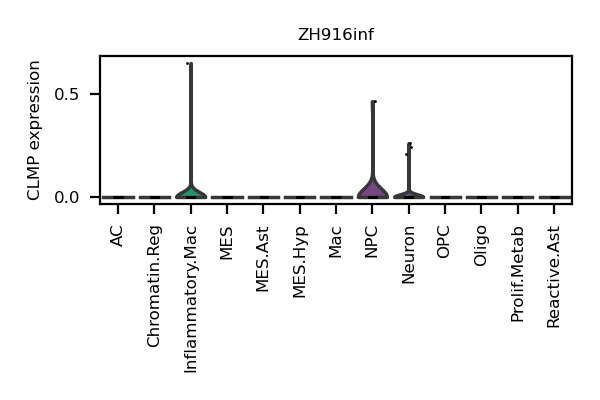 ZH916inf
CLMP expression
0.5
0.0
AC
Chromatin.Reg
Inflammatory.Mac
MES
MES.Ast
MES.Hyp
Mac
NPC
Neuron
OPC
Oligo
Prolif.Metab
Reactive.Ast